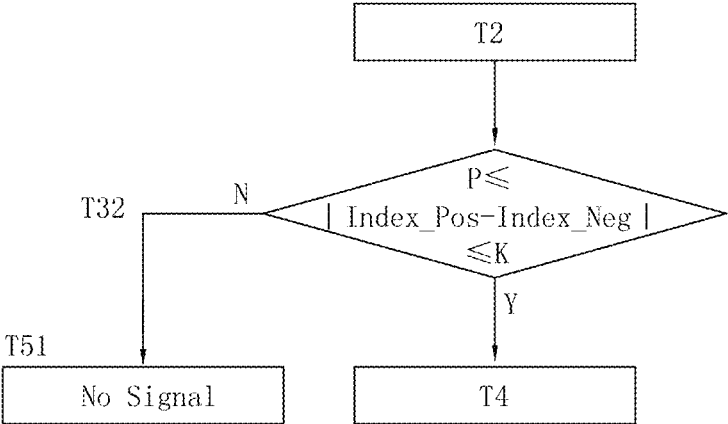 T2
P≤
N
T32
| Index_Pos-Index_Neg |
≤K
Y
T51
No Signal
T4